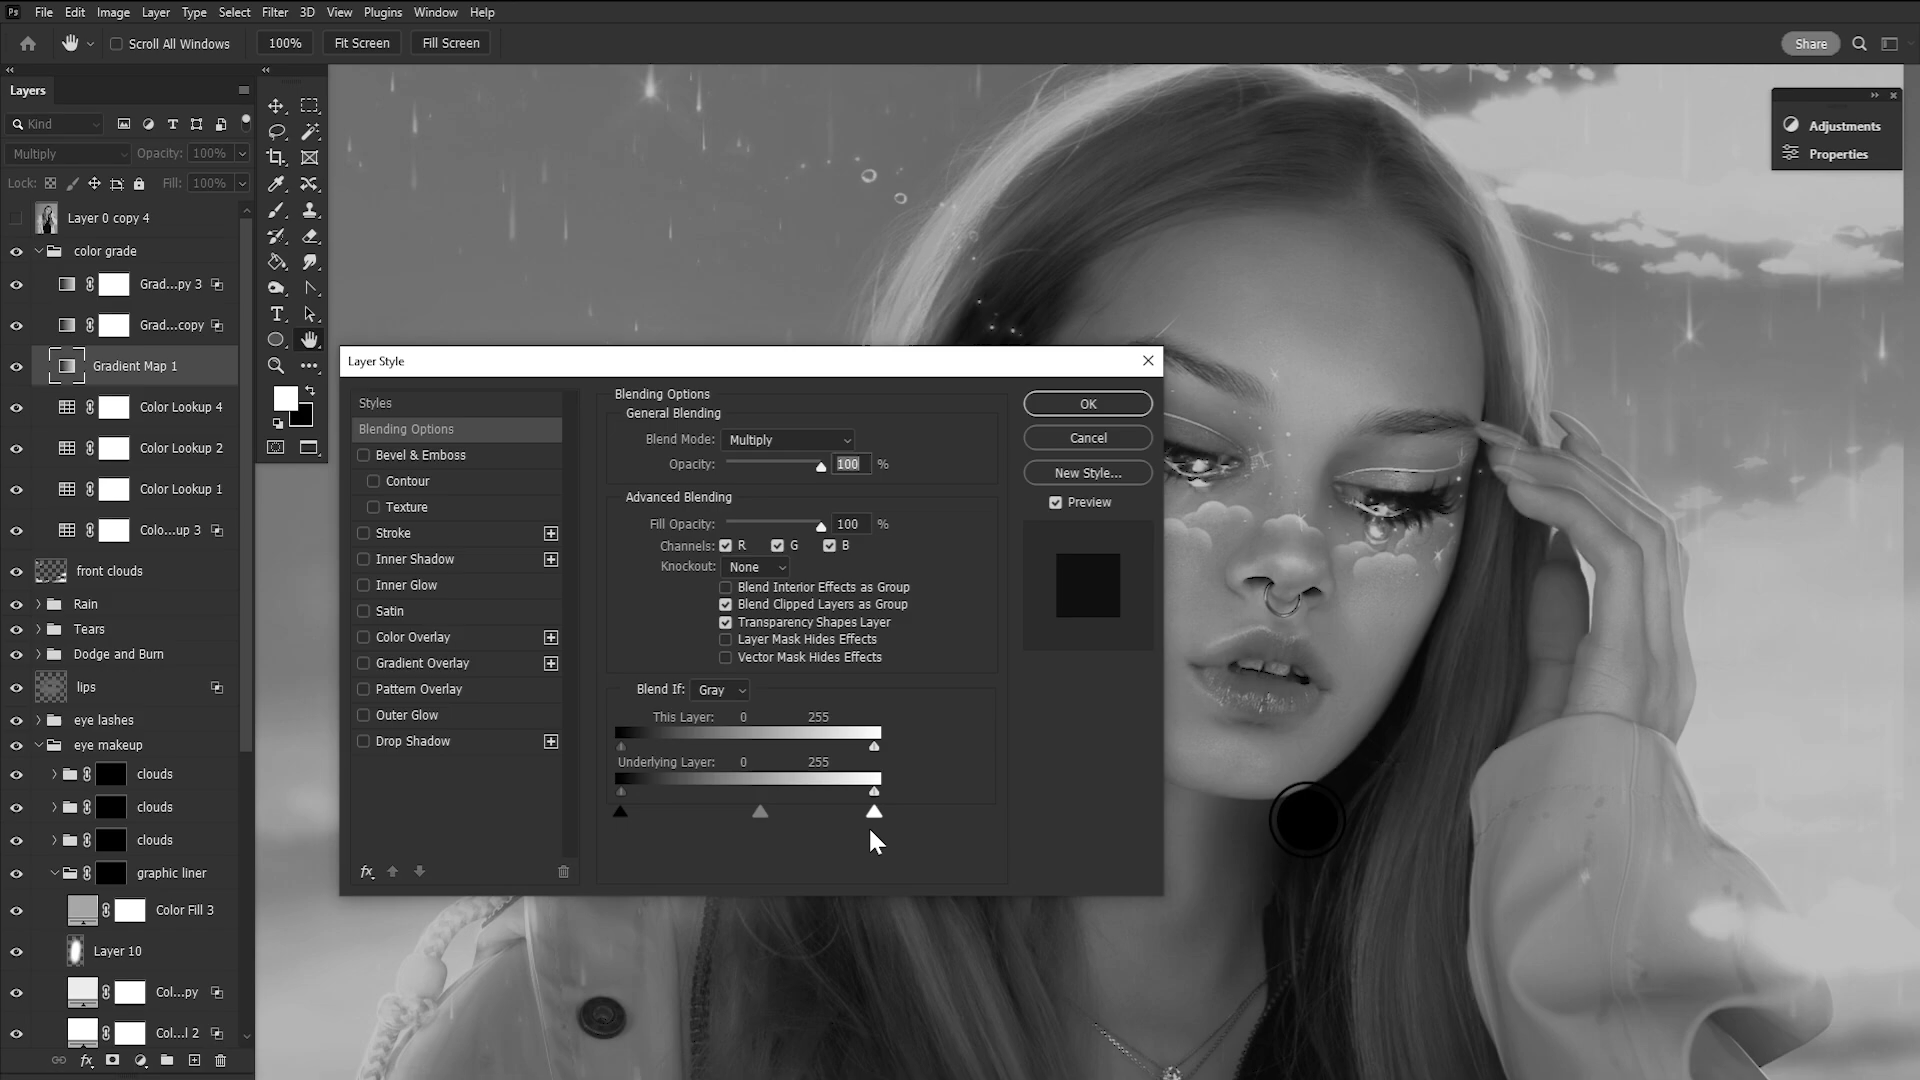 Ps File Edit Image Layer Type Select Filter 3D View Plugins Window Help
Scroll All Windows 100% Fit Screen Fill Screen Share
Layers
Kind
Multiply Opacity: 100%
Lock: Fill: 100%
Layer 0 copy 4
color grade
Grad...py 3
Grad...copy
Gradient Map 1
Color Lookup 4
Color Lookup 2
Color Lookup 1
Colo...up 3
front clouds
Rain
Tears
Dodge and Burn
lips
eye lashes
eye makeup
clouds
clouds
clouds
graphic liner
Color Fill 3
Layer 10
Col...py
Col...l 2
Adjustments
Properties
Layer Style
Styles
Blending Options
Bevel & Emboss
Contour
Texture
Stroke
Inner Shadow
Inner Glow
Satin
Color Overlay
Gradient Overlay
Pattern Overlay
Outer Glow
Drop Shadow
Blending Options
General Blending
Blend Mode: Multiply
Opacity: 100 %
Advanced Blending
Fill Opacity: 100 %
Channels: R G B
Knockout: None
Blend Interior Effects as Group
Blend Clipped Layers as Group
Transparency Shapes Layer
Layer Mask Hides Effects
Vector Mask Hides Effects
Blend If: Gray
This Layer: 0 255
Underlying Layer: 0 255
OK
Cancel
New Style...
Preview